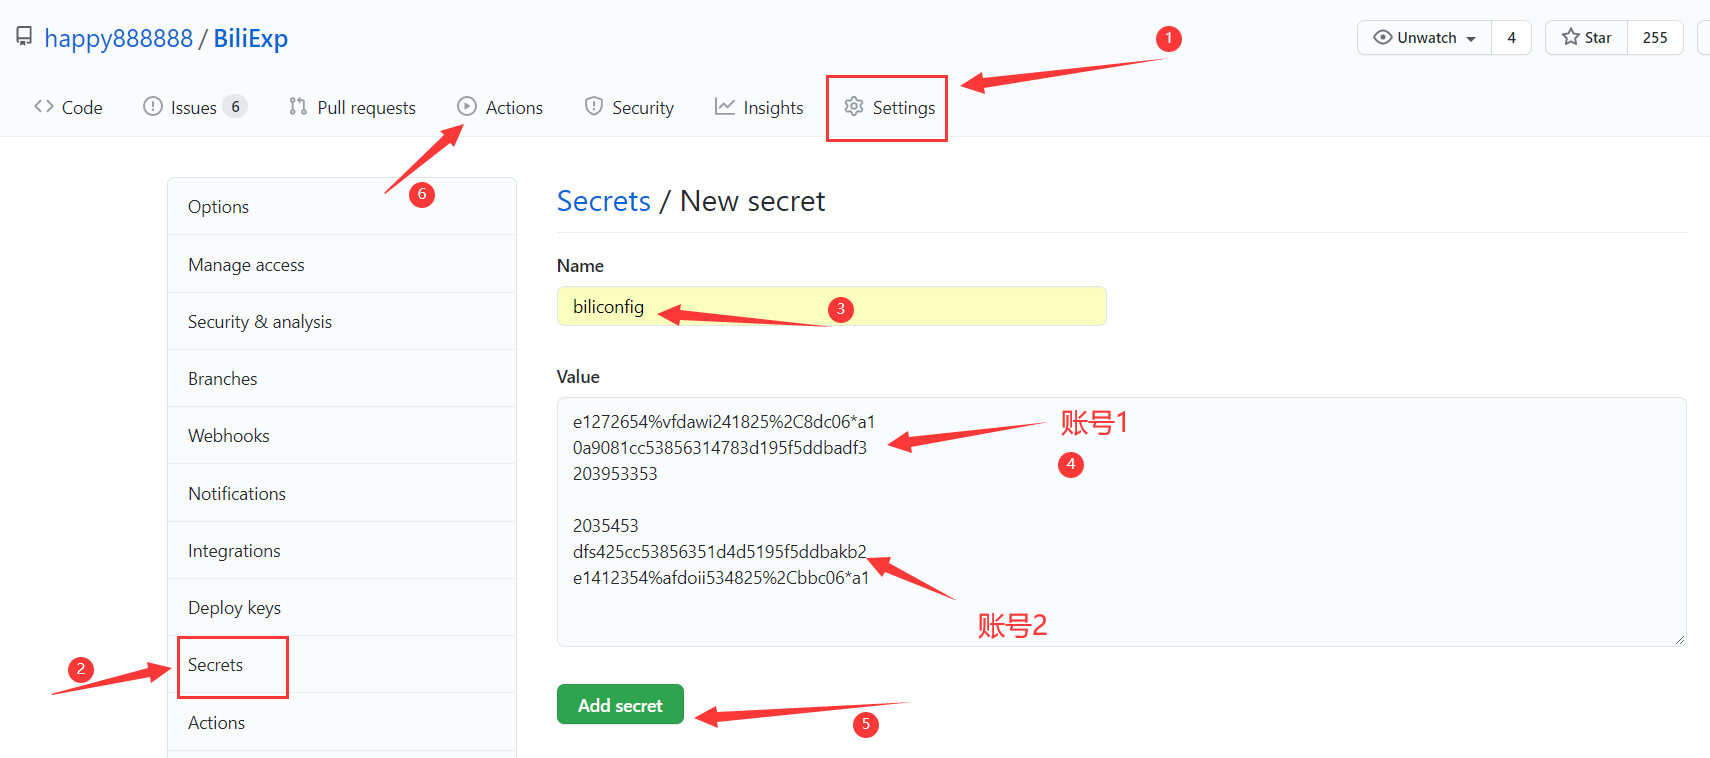 happy888888 / BiliExp
Unwatch 4
Star 255
1
Code
Issues 6
Pull requests
Actions
Security
Insights
Settings
6
Options
Manage access
Security & analysis
Branches
Webhooks
Notifications
Integrations
Deploy keys
Secrets
Actions
2
Secrets / New secret
Name
biliconfig
3
Value
e1272654%vfdawi241825%2C8dc06*a1
0a9081cc53856314783d195f5ddbadf3
203953353
账号1
4
2035453
dfs425cc53856351d4d5195f5ddbakb2
e1412354%afdoii534825%2Cbbc06*a1
账号2
Add secret
5